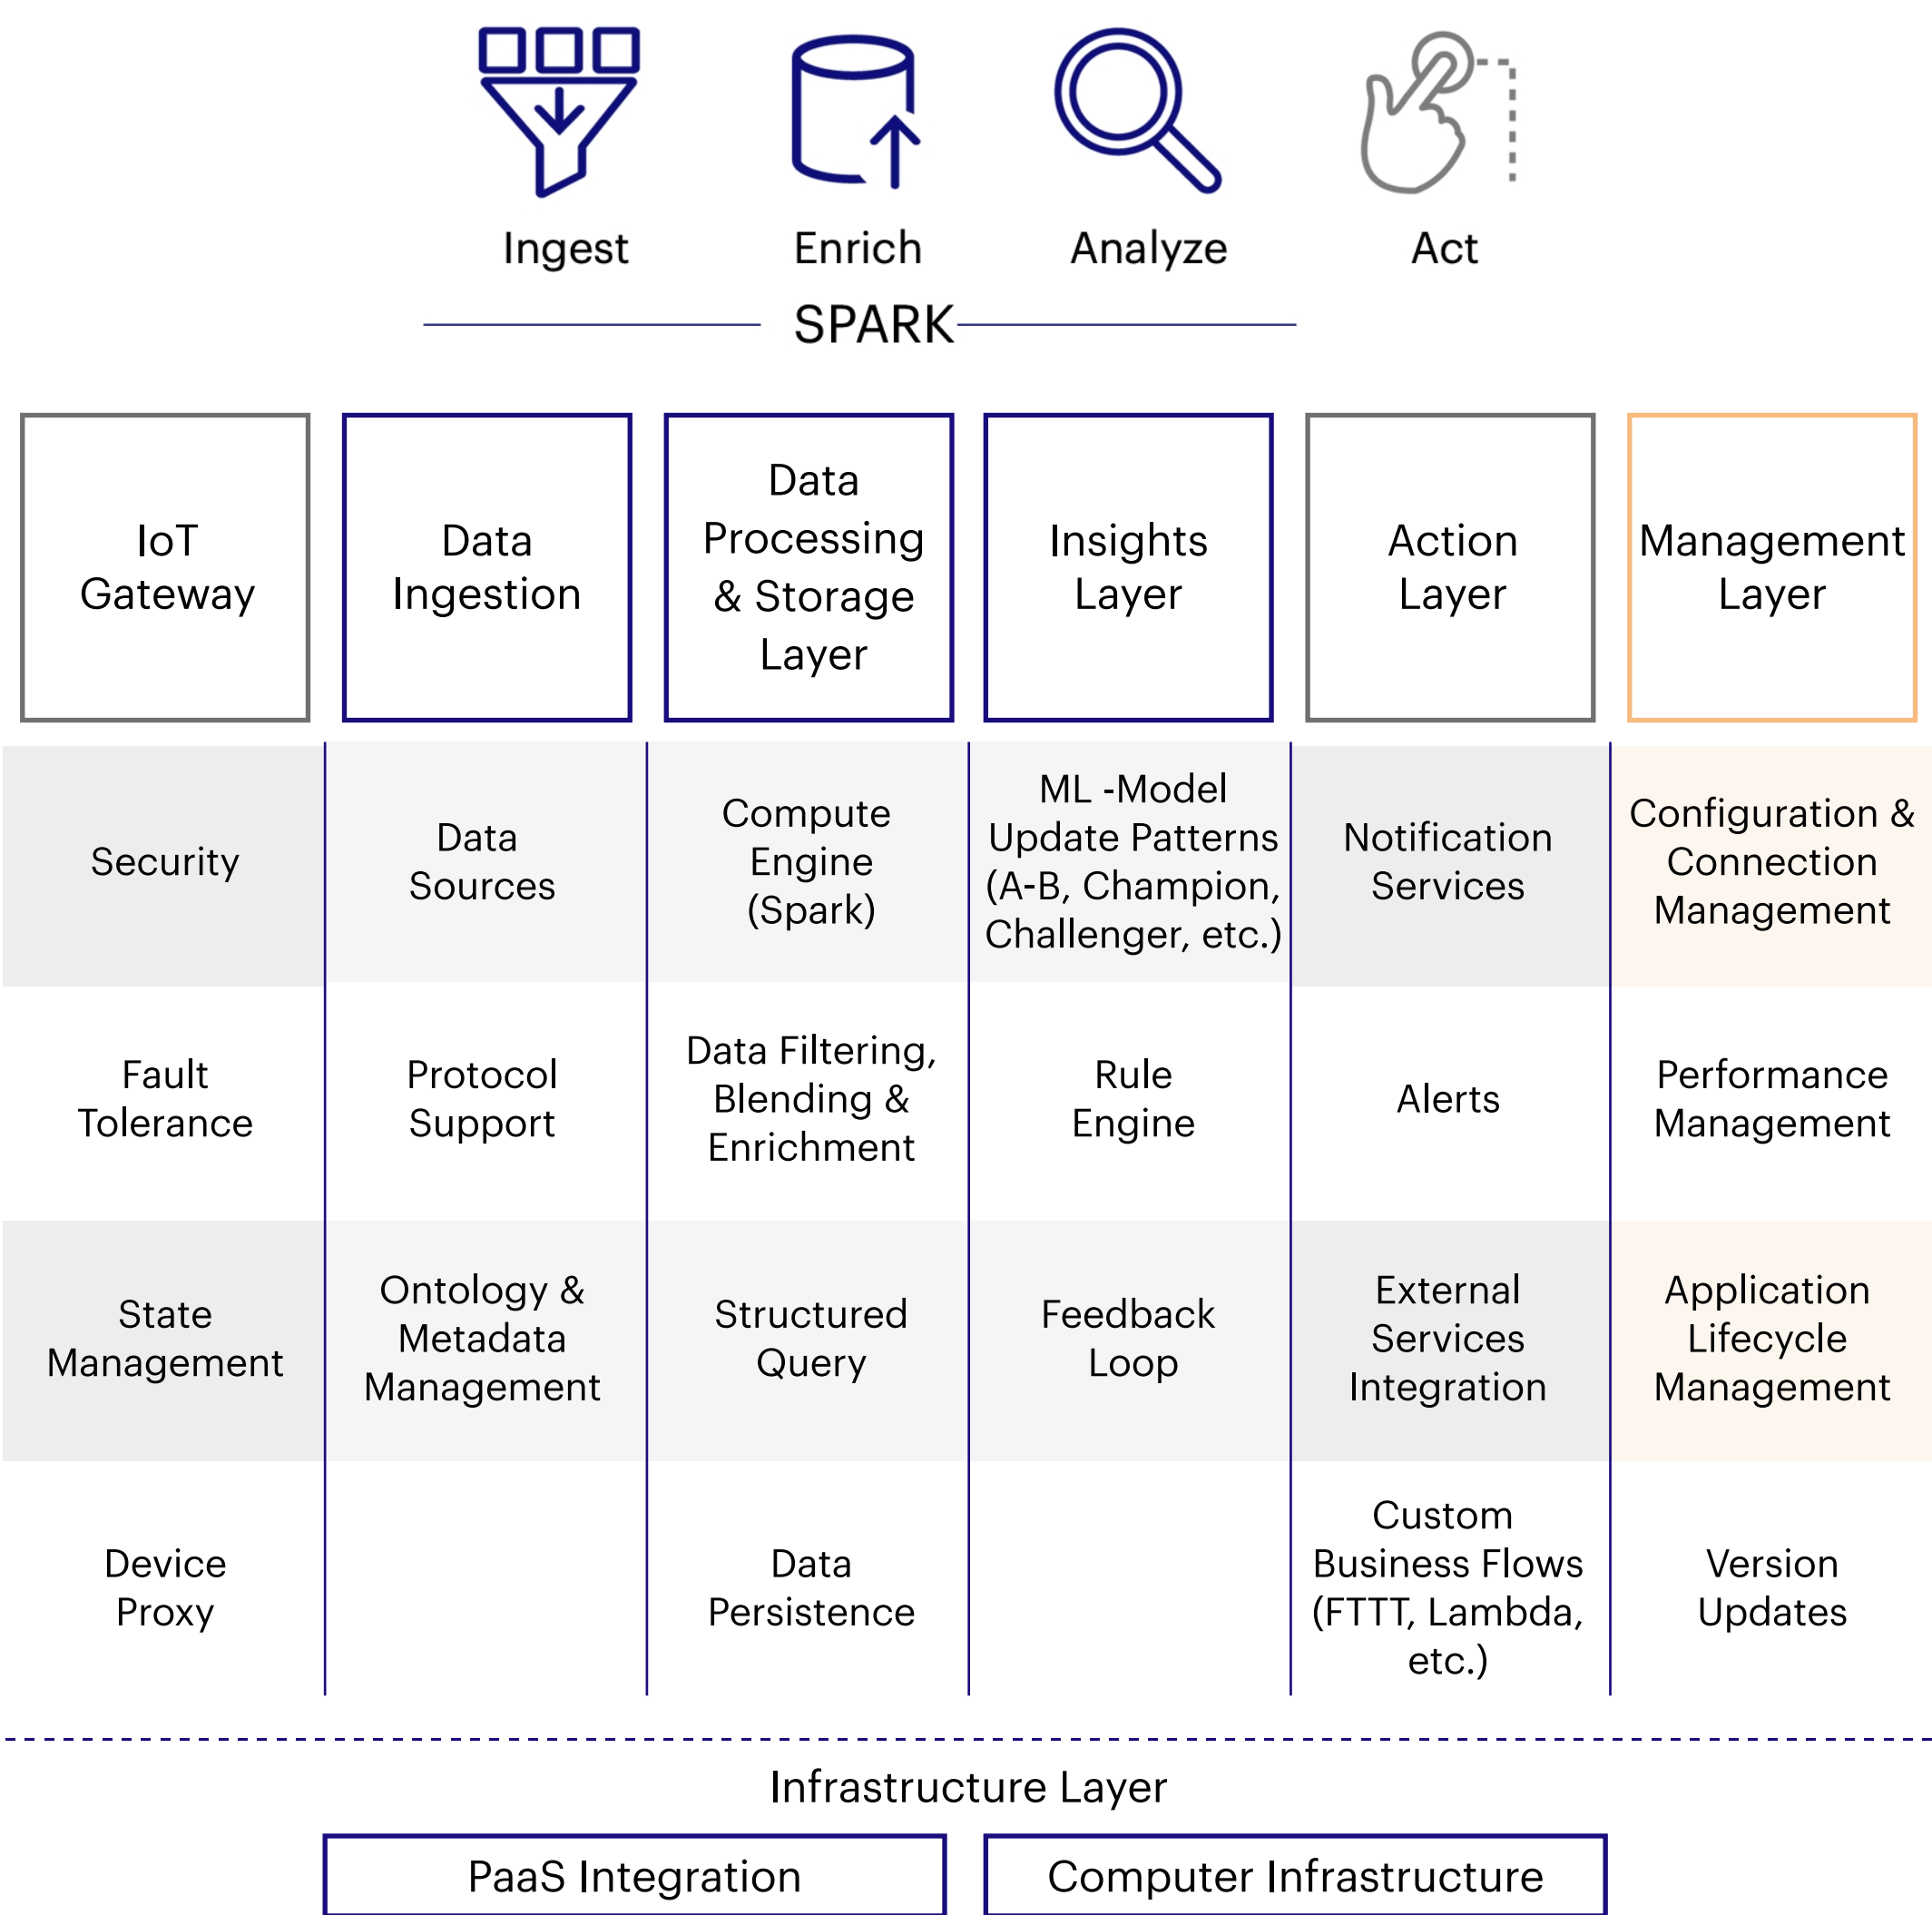 Ingest
Enrich
Analyze
Act
SPARK
IoT
Gateway
Data
Ingestion
Data
Processing
& Storage
Layer
Insights
Layer
Action
Layer
Management
Layer
Security
Data
Sources
Compute
Engine
(Spark)
ML -Model
Update Patterns
(A-B, Champion,
Challenger, etc.)
Notification
Services
Configuration &
Connection
Management
Fault
Tolerance
Protocol
Support
Data Filtering,
Blending &
Enrichment
Rule
Engine
Alerts
Performance
Management
State
Management
Ontology &
Metadata
Management
Structured
Query
Feedback
Loop
External
Services
Integration
Application
Lifecycle
Management
Device
Proxy
Data
Persistence
Custom
Business Flows
(FTTT, Lambda,
etc.)
Version
Updates
Infrastructure Layer
PaaS Integration
Computer Infrastructure